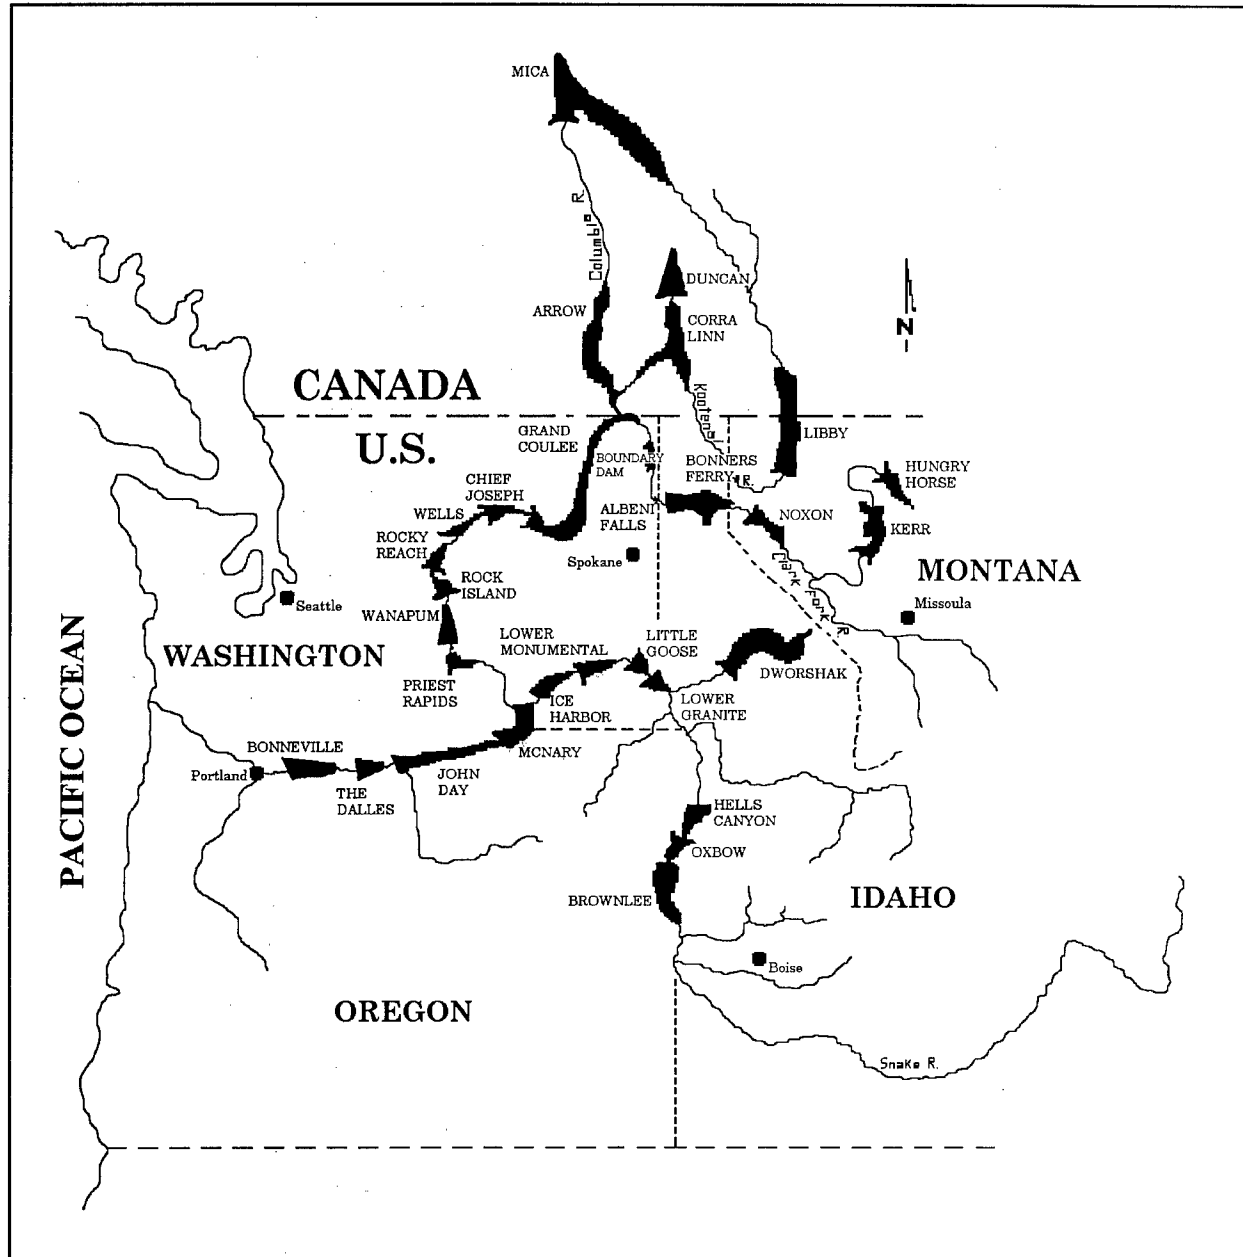 MICA
Columbia R.
DUNCAN
ARROW
CORRA
LINN
N
CANADA
Kootenai
R.
U.S.
GRAND
COULEE
LIBBY
BOUNDARY
DAM
BONNERS
FERRY
HUNGRY
HORSE
CHIEF
JOSEPH
WELLS
ALBENI
FALLS
NOXON
KERR
ROCKY
REACH
Spokane
Clark Fork R.
MONTANA
ROCK
ISLAND
Seattle
Missoula
WANAPUM
WASHINGTON
LOWER
MONUMENTAL
LITTLE
GOOSE
DWORSHAK
PRIEST
RAPIDS
ICE
HARBOR
LOWER
GRANITE
PACIFIC OCEAN
BONNEVILLE
MCNARY
Portland
JOHN
DAY
THE
DALLES
HELLS
CANYON
OXBOW
BROWNLEE
IDAHO
Boise
OREGON
Snake R.